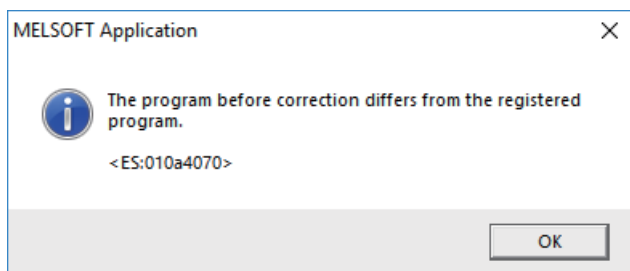 MELSOFT Application
The program before correction differs from the registered
program.
<ES:010a4070>
OK